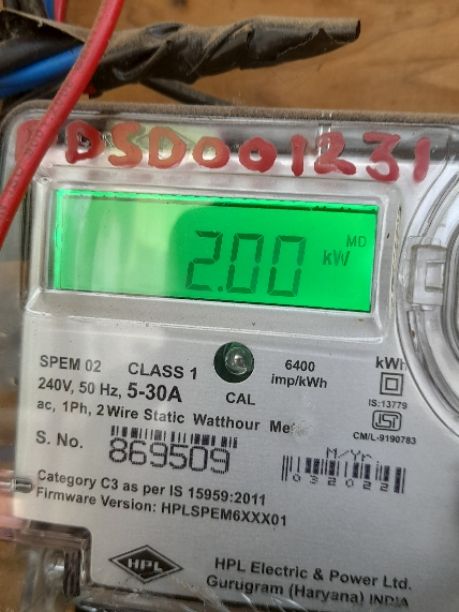 PDSD001231
2.00
MD
kW
SPEM 02 CLASS 1 6400 imp/kWh kWh
240V, 50 Hz, 5-30A CAL IS:13779
ac, 1Ph, 2 Wire Static Watthour Me
CM/L-9190783
S. No. 869509
M/Yr
032022
Category C3 as per IS 15959:2011
Firmware Version: HPLSPEM6XXX01
HPL
HPL Electric & Power Ltd.
Gurugram (Haryana) INDIA